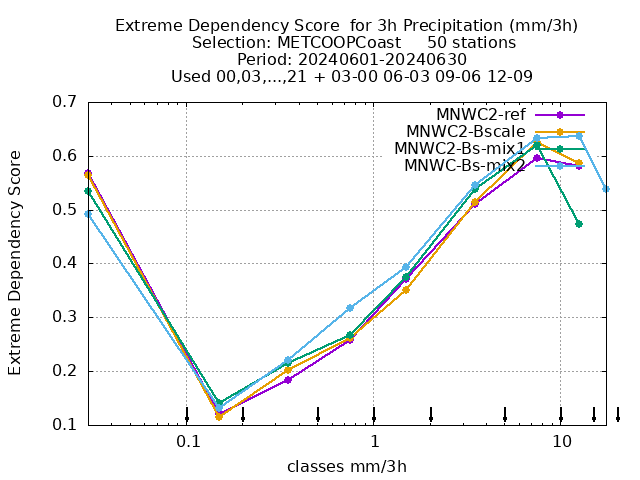 Extreme Dependency Score  for 3h Precipitation (mm/3h)
Selection: METCOOPCoast     50 stations
Period: 20240601-20240630
Used 00,03,...,21 + 03-00 06-03 09-06 12-09
MNWC2-ref
MNWC2-Bscale
MNWC2-Bs-mix1
MNWC-Bs-mix2
Extreme Dependency Score
0.7
0.6
0.5
0.4
0.3
0.2
0.1
0.1
1
10
classes mm/3h